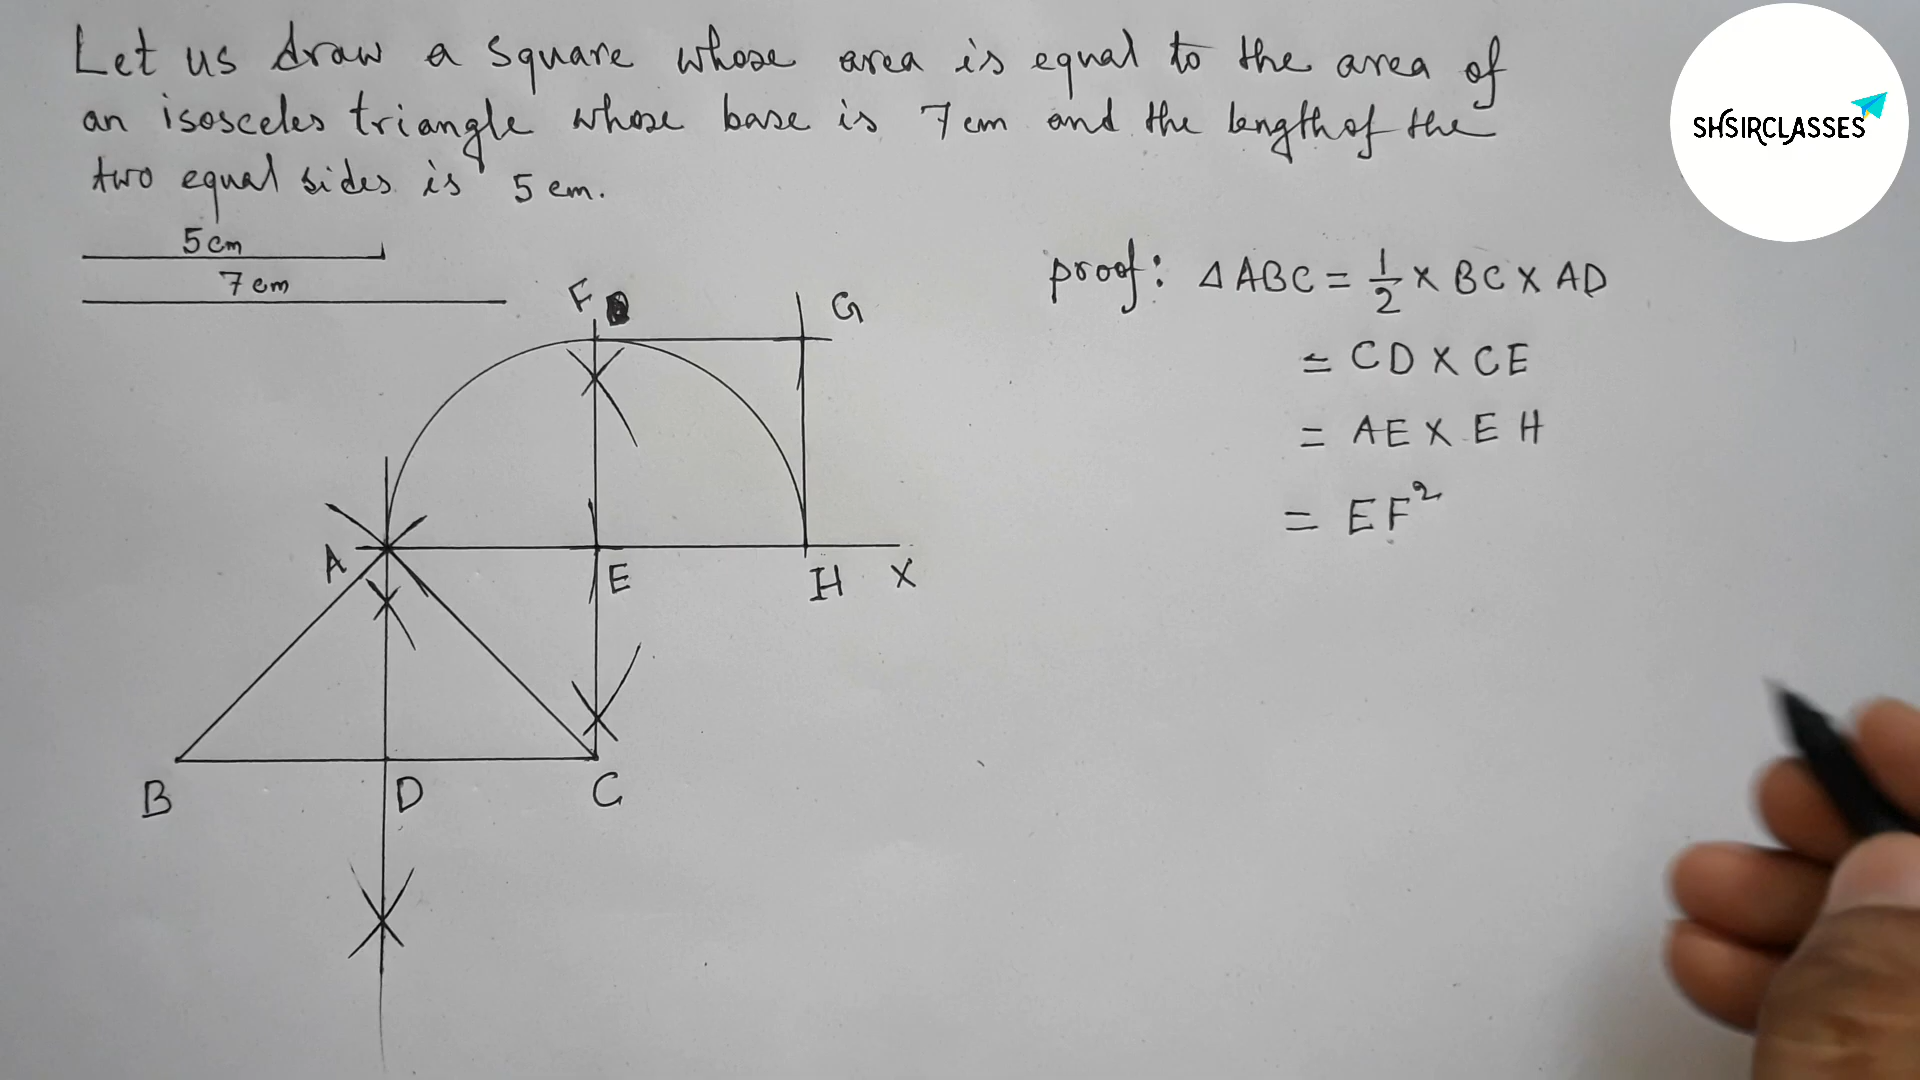 Let us draw a square whose area is equal to the area of
an isosceles triangle whose base is 7 cm and the length of the
two equal sides is 5 cm.
SHSIRCLASSES
5 cm
7 cm
proof: △ABC = 1/2 × BC × AD
= CD × CE
= AE × EH
= EF²
F
G
A
E
H
X
B
D
C